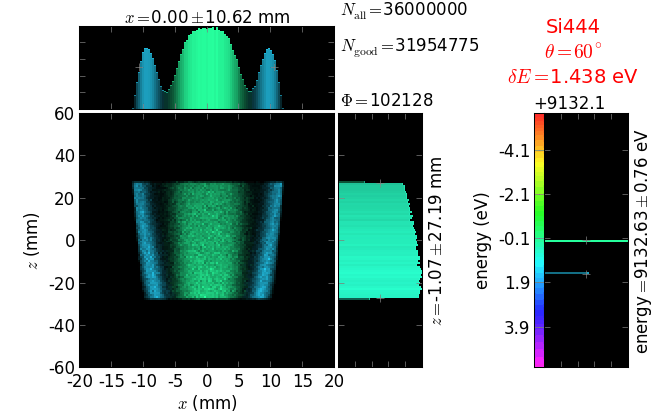 x=0.00±10.62 mm
N_all=36000000
N_good=31954775
Φ=102128
Si444
θ=60°
δE=1.438 eV
+9132.1
60
40
20
0
-20
-40
-60
z (mm)
-20 -15 -10 -5 0 5 10 15 20
x (mm)
z=-1.07±27.19 mm
energy (eV)
-4.1
-2.1
-0.1
1.9
3.9
energy=9132.63±0.76 eV